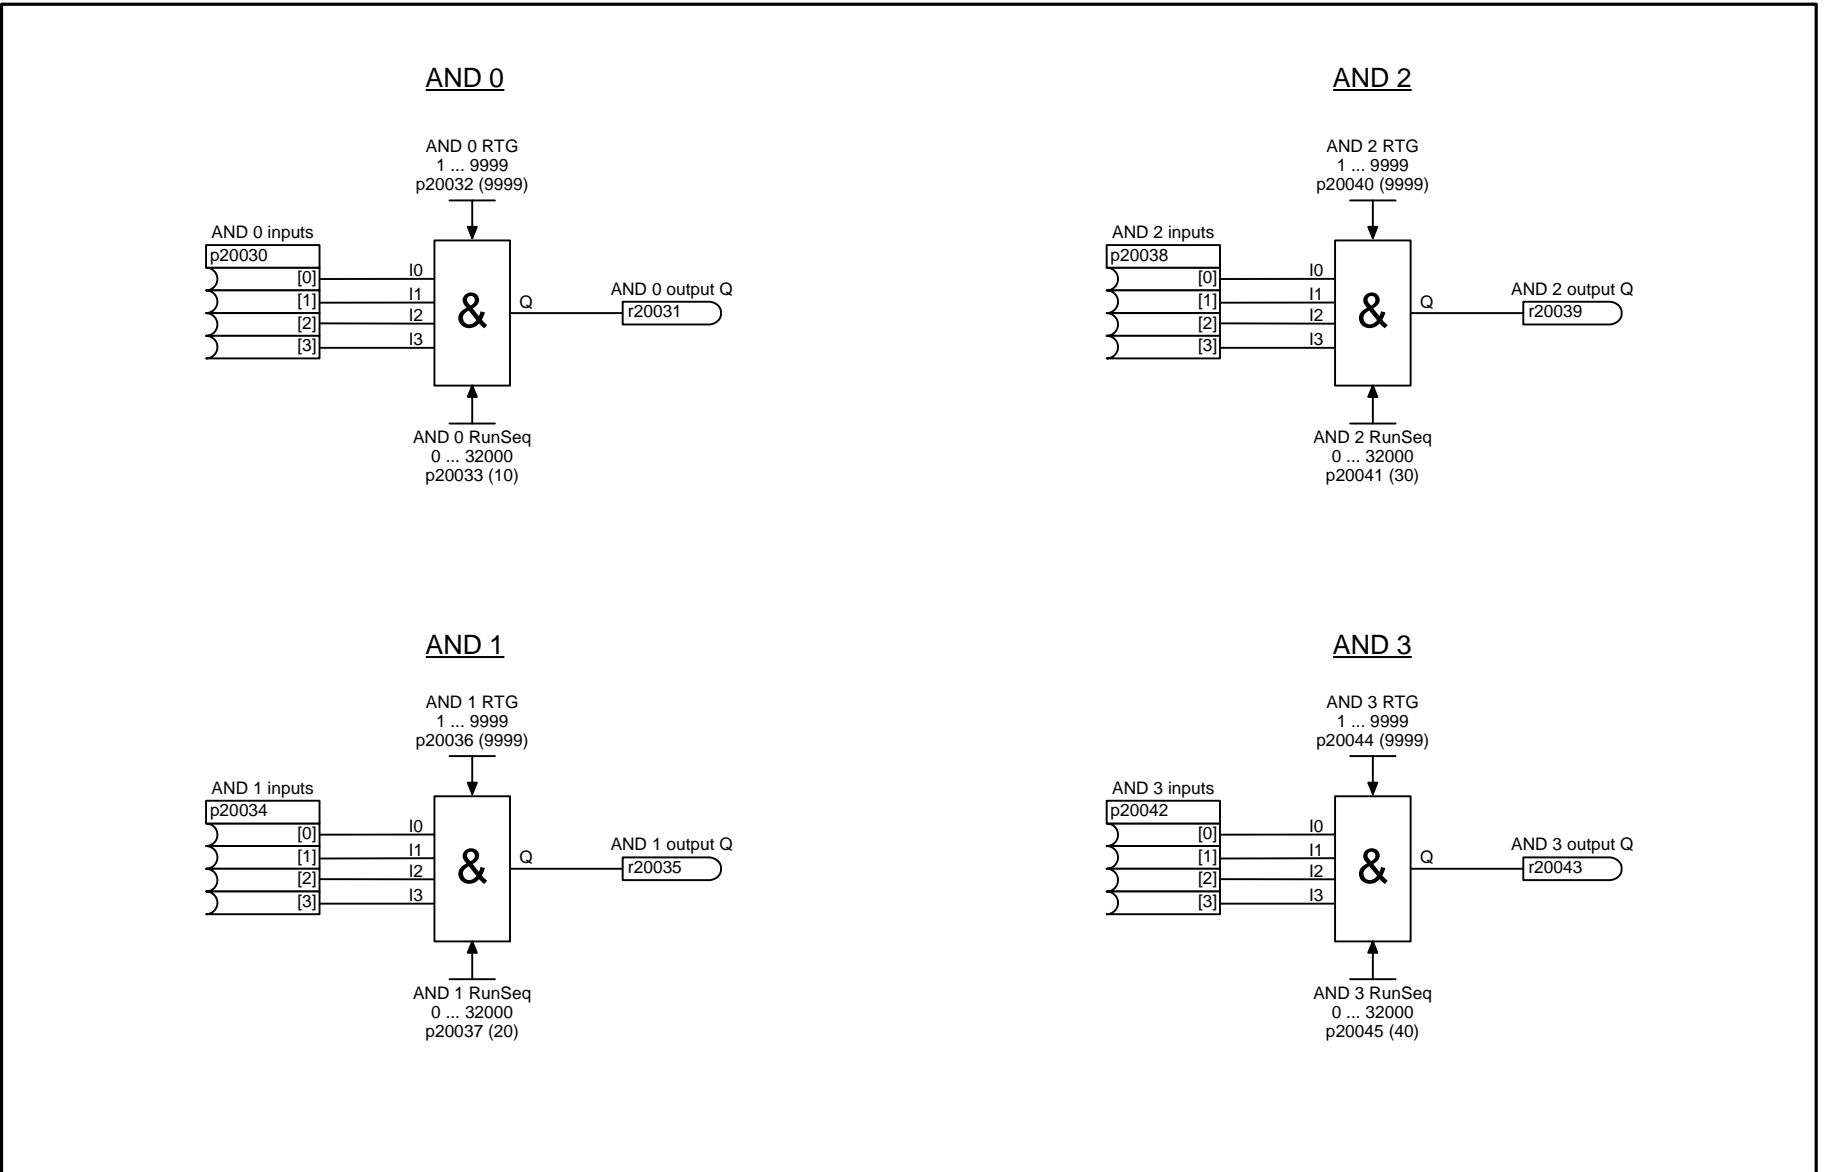 AND 0
AND 0 RTG
1 ... 9999
p20032 (9999)
AND 0 inputs
p20030
[0]
[1]
[2]
[3]
I0
I1
I2
I3
&
Q
AND 0 output Q
r20031
AND 0 RunSeq
0 ... 32000
p20033 (10)
AND 2
AND 2 RTG
1 ... 9999
p20040 (9999)
AND 2 inputs
p20038
[0]
[1]
[2]
[3]
I0
I1
I2
I3
&
Q
AND 2 output Q
r20039
AND 2 RunSeq
0 ... 32000
p20041 (30)
AND 1
AND 1 RTG
1 ... 9999
p20036 (9999)
AND 1 inputs
p20034
[0]
[1]
[2]
[3]
I0
I1
I2
I3
&
Q
AND 1 output Q
r20035
AND 1 RunSeq
0 ... 32000
p20037 (20)
AND 3
AND 3 RTG
1 ... 9999
p20044 (9999)
AND 3 inputs
p20042
[0]
[1]
[2]
[3]
I0
I1
I2
I3
&
Q
AND 3 output Q
r20043
AND 3 RunSeq
0 ... 32000
p20045 (40)